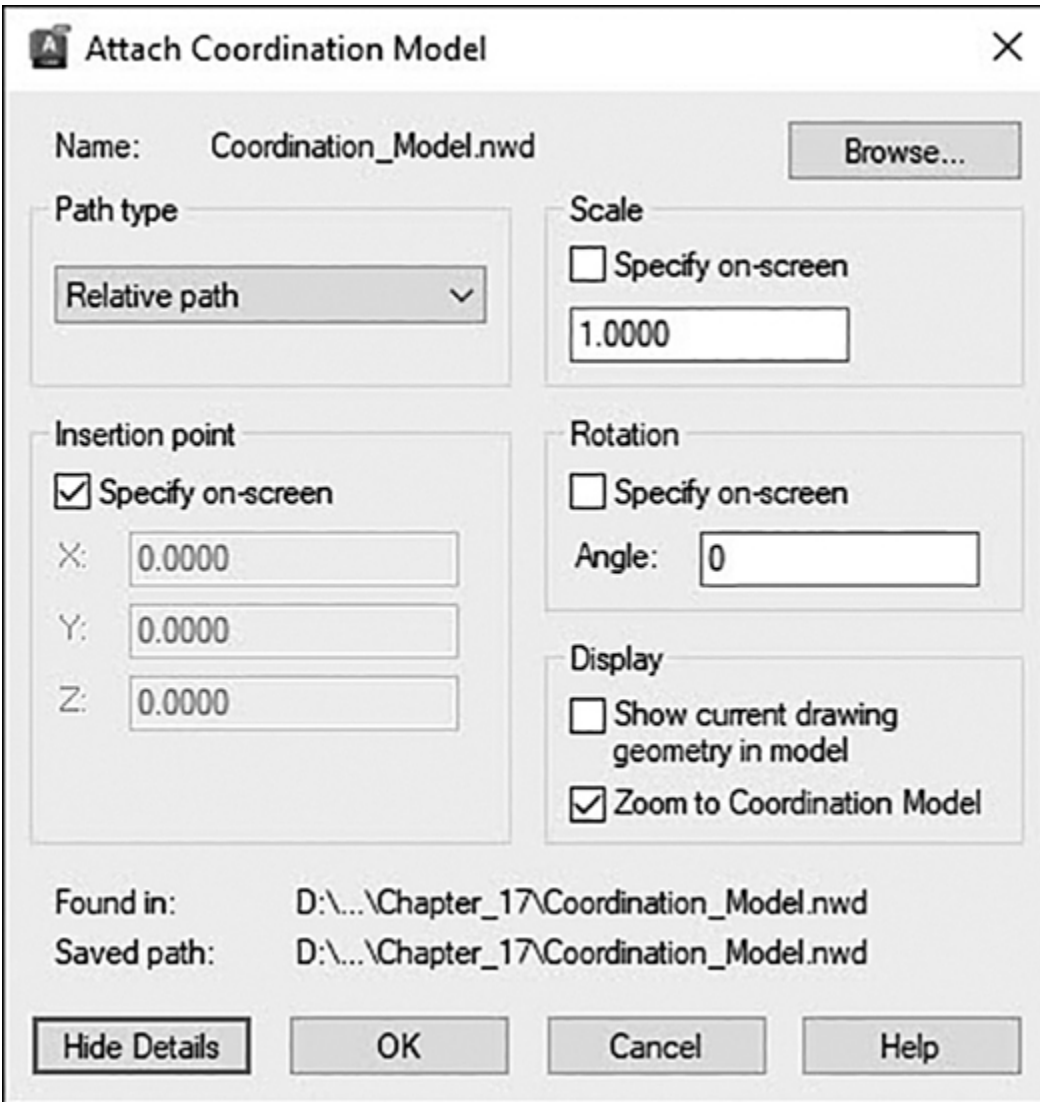 Attach Coordination Model
Name: Coordination_Model.nwd
Browse...
Path type
Relative path
Scale
Specify on-screen
1.0000
Insertion point
Specify on-screen
X: 0.0000
Y: 0.0000
Z: 0.0000
Rotation
Specify on-screen
Angle: 0
Display
Show current drawing
geometry in model
Zoom to Coordination Model
Found in: D:\...\Chapter_17\Coordination_Model.nwd
Saved path: D:\...\Chapter_17\Coordination_Model.nwd
Hide Details OK Cancel Help